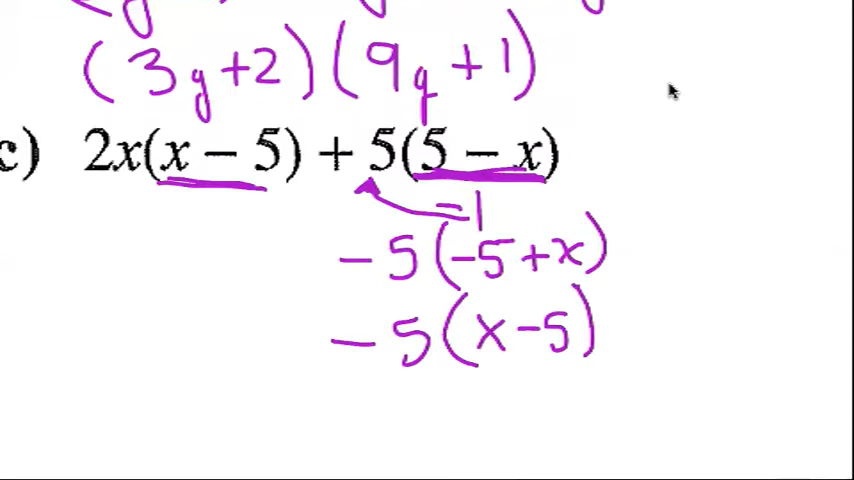 (3y+2)(9y+1)
c) 2x(x − 5) + 5(5 − x)
−1
−5(−5+x)
−5(x−5)